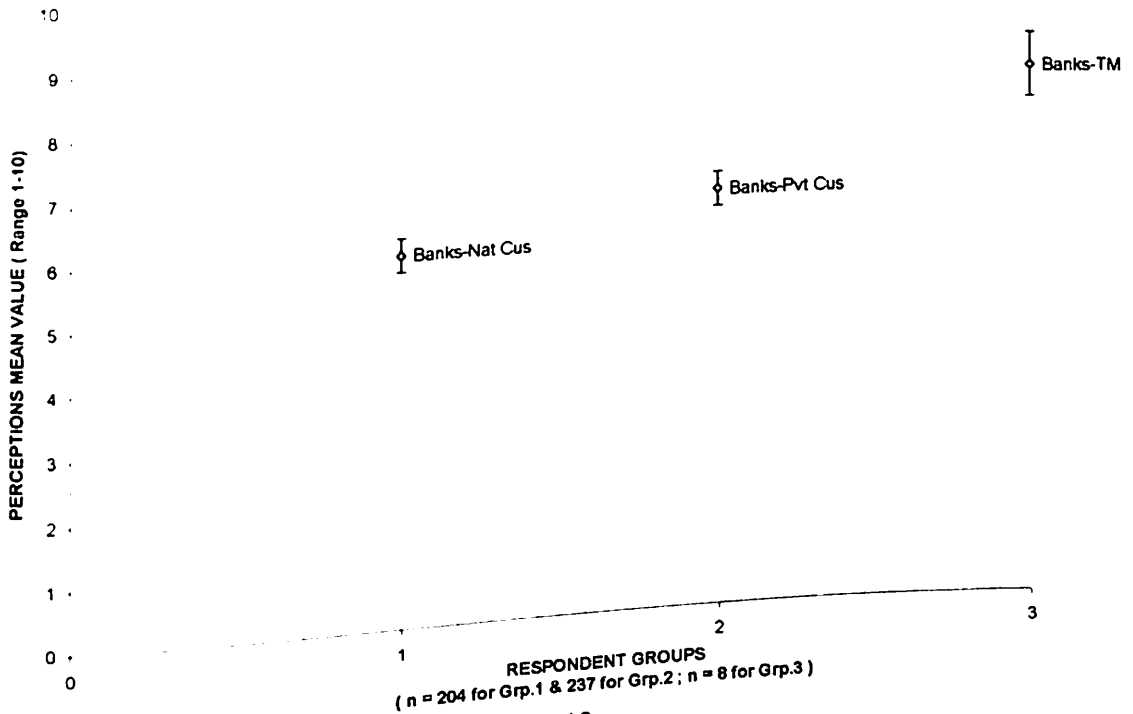 PERCEPTIONS MEAN VALUE ( Range 1-10)
10
9
8
7
6
5
4
3
2
1
0
Banks-TM
Banks-Pvt Cus
Banks-Nat Cus
0
1
2
3
RESPONDENT GROUPS
( n = 204 for Grp.1 & 237 for Grp.2 ; n = 8 for Grp.3 )